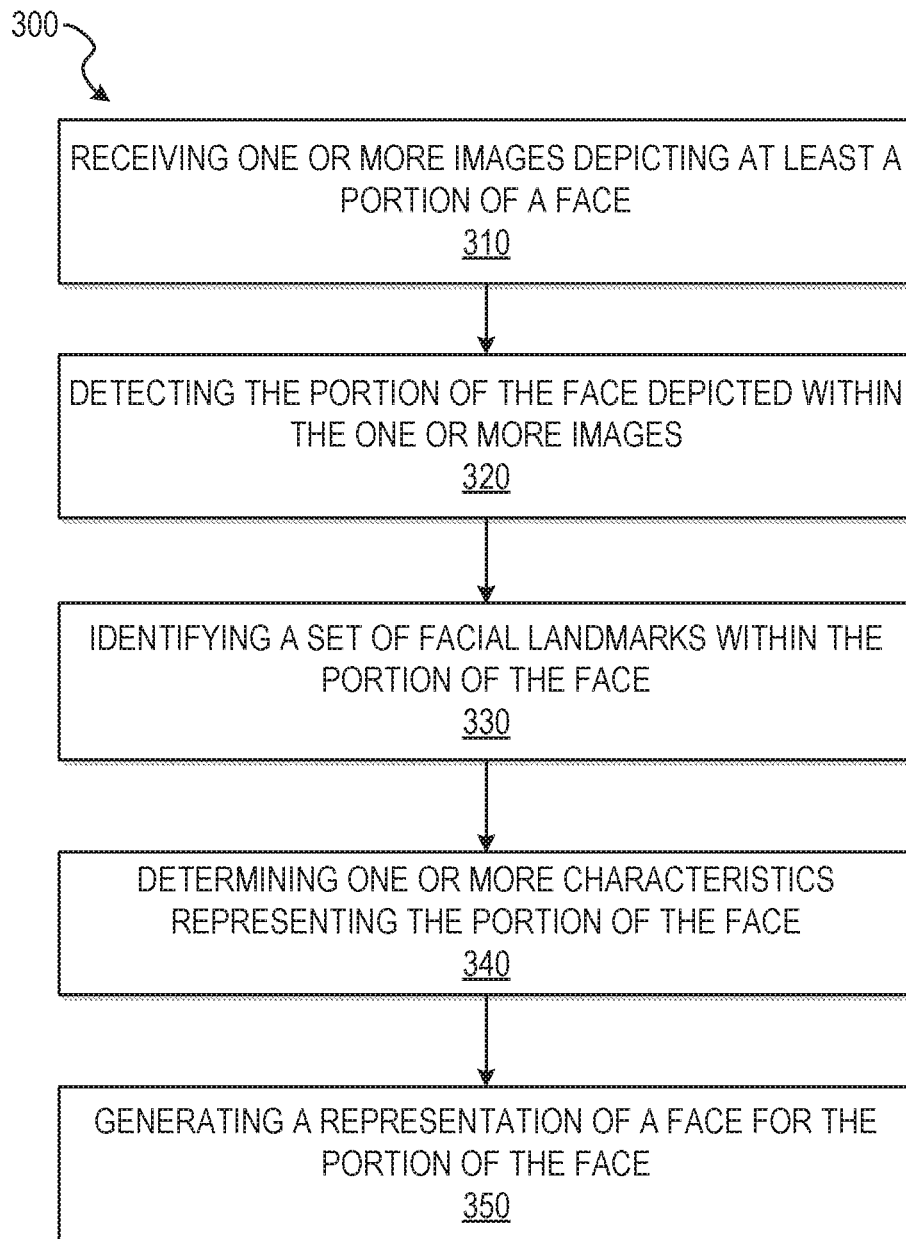 300
RECEIVING ONE OR MORE IMAGES DEPICTING AT LEAST A
PORTION OF A FACE
310
DETECTING THE PORTION OF THE FACE DEPICTED WITHIN
THE ONE OR MORE IMAGES
320
IDENTIFYING A SET OF FACIAL LANDMARKS WITHIN THE
PORTION OF THE FACE
330
DETERMINING ONE OR MORE CHARACTERISTICS
REPRESENTING THE PORTION OF THE FACE
340
GENERATING A REPRESENTATION OF A FACE FOR THE
PORTION OF THE FACE
350